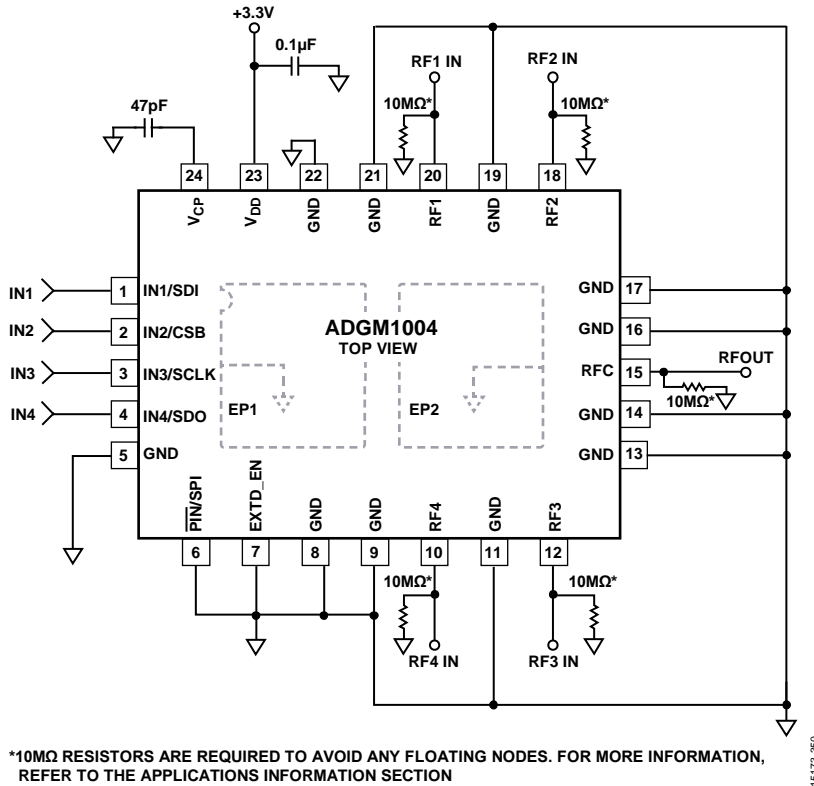 +3.3V
0.1µF
RF1 IN
RF2 IN
47pF
10MΩ*
10MΩ*
24
23
22
21
20
19
18
VCP
VDD
GND
GND
RF1
GND
RF2
IN1
1
IN1/SDI
GND
17
IN2
2
IN2/CSB
ADGM1004
TOP VIEW
GND
16
IN3
3
IN3/SCLK
RFC
15
RFOUT
10MΩ*
IN4
4
IN4/SDO
EP1
EP2
GND
14
5
GND
GND
13
PIN/SPI
EXTD_EN
GND
GND
RF4
GND
RF3
6
7
8
9
10
11
12
10MΩ*
10MΩ*
RF4 IN
RF3 IN
*10MΩ RESISTORS ARE REQUIRED TO AVOID ANY FLOATING NODES. FOR MORE INFORMATION,
REFER TO THE APPLICATIONS INFORMATION SECTION